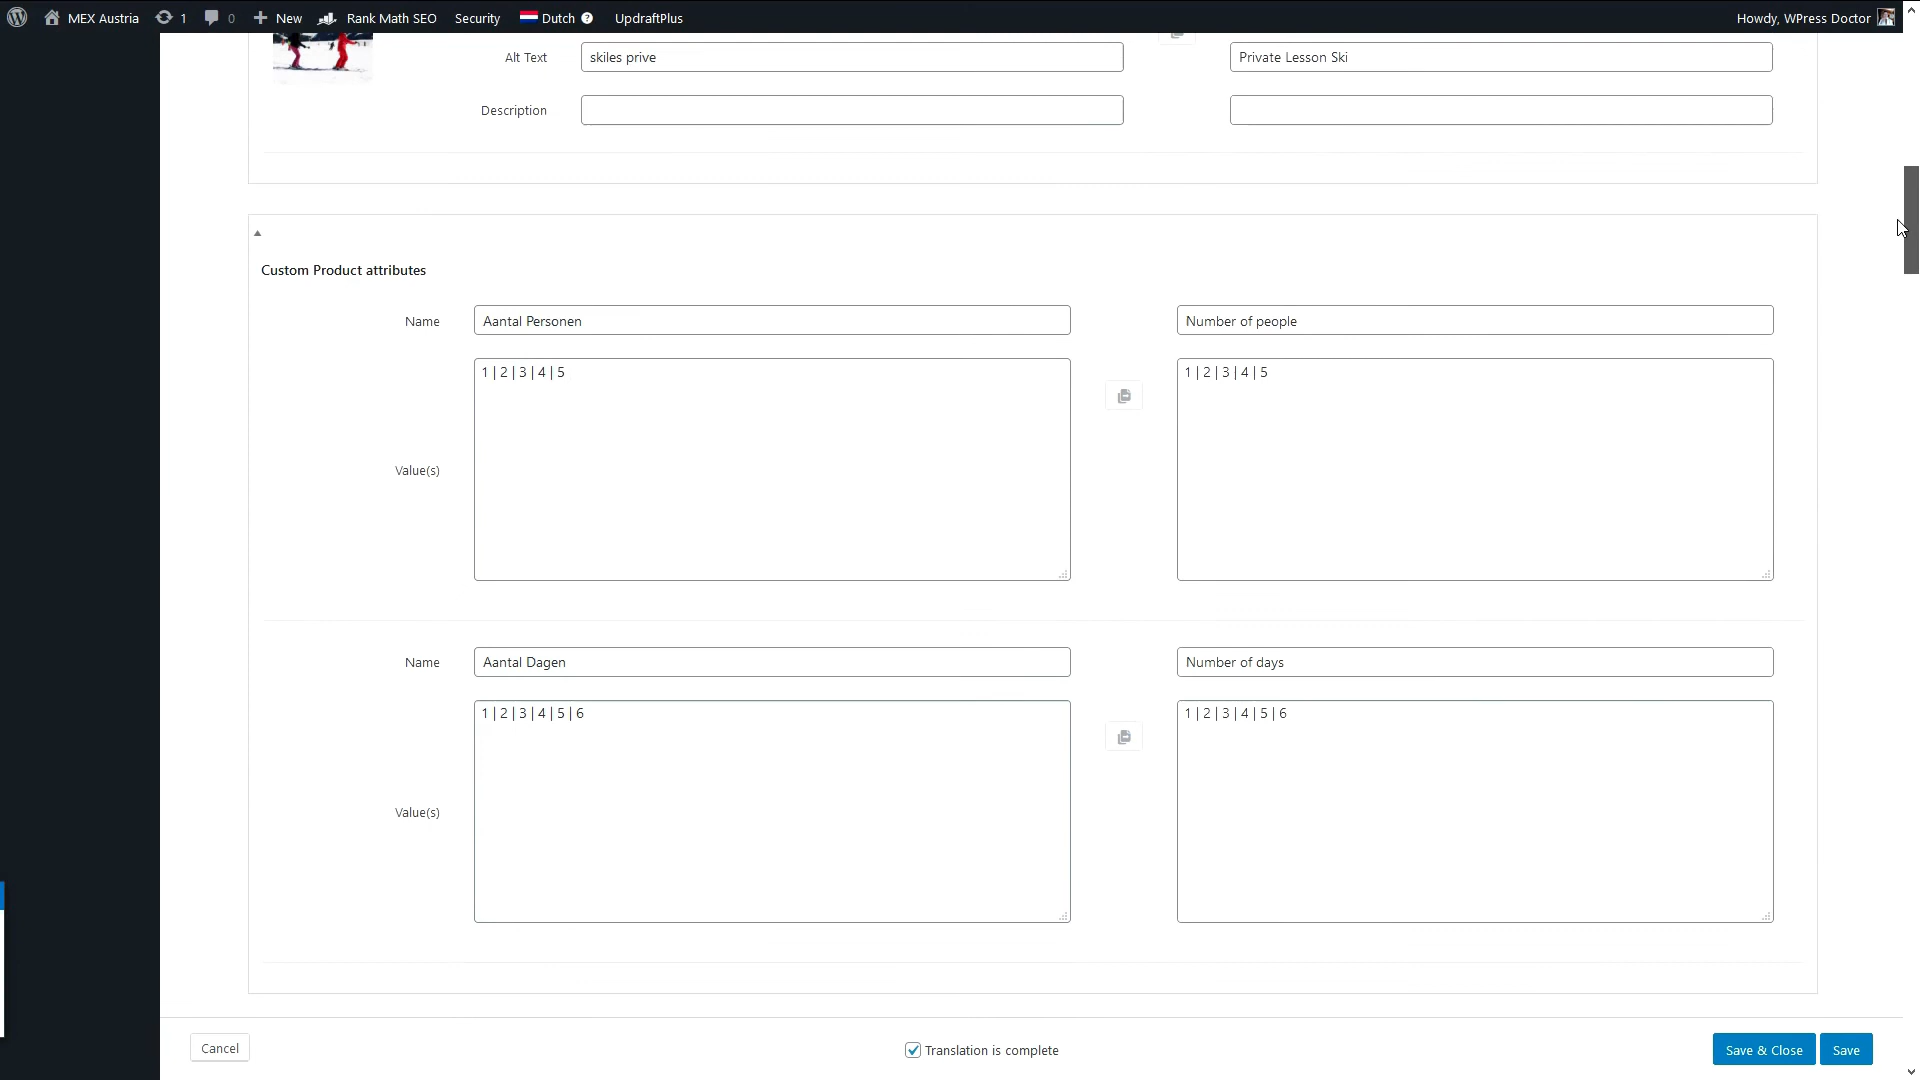 MEX Austria 1 0 New Rank Math SEO Security Dutch ? UpdraftPlus Howdy, WPress Doctor
Alt Text skiles prive Private Lesson Ski
Description
Custom Product attributes
Name Aantal Personen Number of people
1 | 2 | 3 | 4 | 5 1 | 2 | 3 | 4 | 5
Value(s)
Name Aantal Dagen Number of days
1 | 2 | 3 | 4 | 5 | 6 1 | 2 | 3 | 4 | 5 | 6
Value(s)
Cancel Translation is complete Save & Close Save